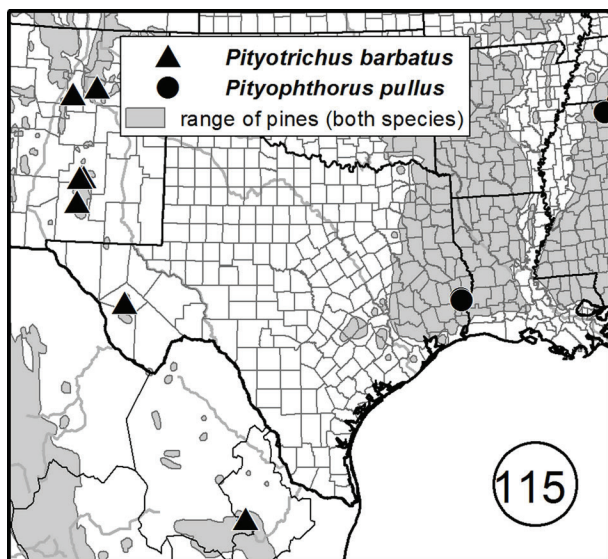 Pityotrichus barbatus
Pityophthorus pullus
range of pines (both species)
115